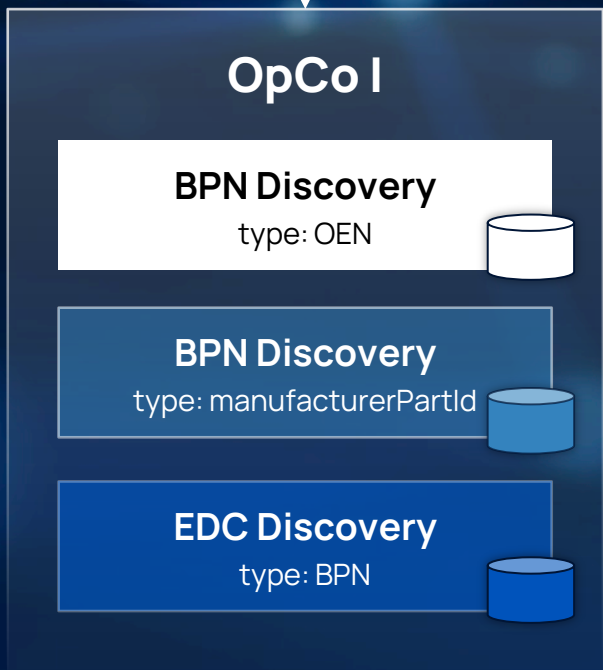 OpCo I
BPN Discovery
type: OEN
BPN Discovery
type: manufacturerPartId
EDC Discovery
type: BPN